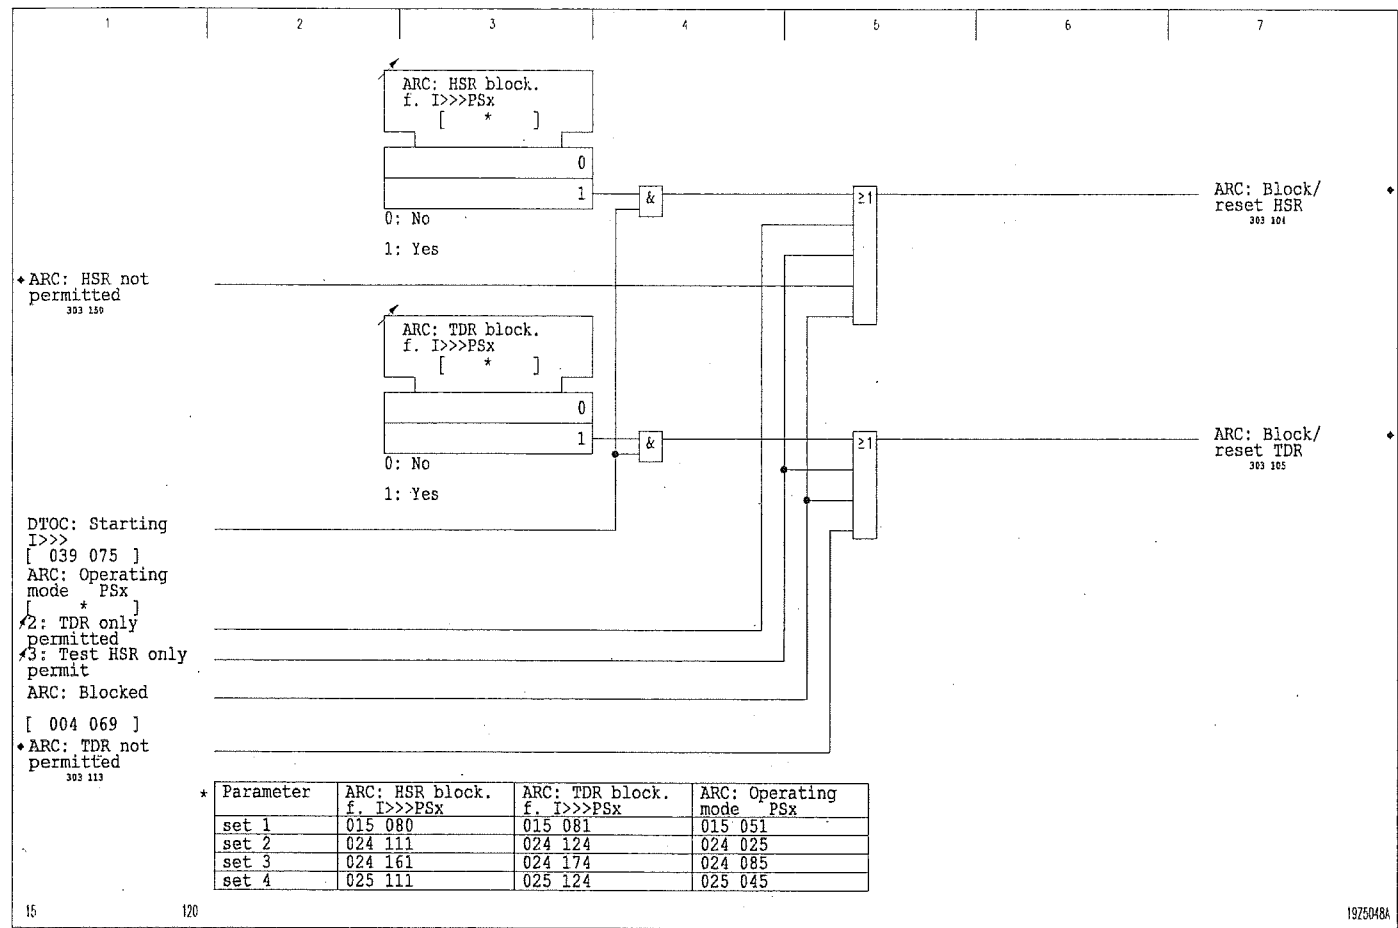 1 2 3 4 5 6 7
ARC: HSR block.
f. I>>>PSx
[ * ]
0
1
0: No
1: Yes
&
≥1
ARC: Block/
reset HSR
303 104
ARC: HSR not
permitted
303 150
ARC: TDR block.
f. I>>>PSx
[ * ]
0
1
0: No
1: Yes
&
≥1
ARC: Block/
reset TDR
303 105
DTOC: Starting
I>>>
[ 039 075 ]
ARC: Operating
mode PSx
[ * ]
2: TDR only
permitted
3: Test HSR only
permit
ARC: Blocked
[ 004 069 ]
ARC: TDR not
permitted
303 113
* Parameter ARC: HSR block. ARC: TDR block. ARC: Operating
f. I>>>PSx f. I>>>PSx mode PSx
set 1 015 080 015 081 015 051
set 2 024 111 024 124 024 025
set 3 024 161 024 174 024 085
set 4 025 111 025 124 025 045
15 120 19Z5048A